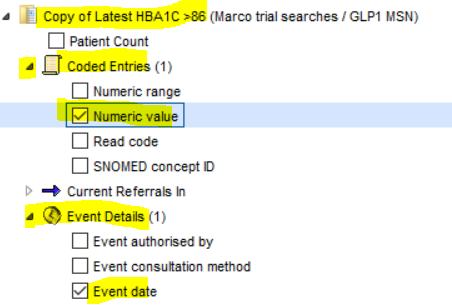 Copy of Latest HBA1C >86 (Marco trial searches / GLP1 MSN)
Patient Count
Coded Entries (1)
Numeric range
Numeric value
Read code
SNOMED concept ID
Current Referrals In
Event Details (1)
Event authorised by
Event consultation method
Event date